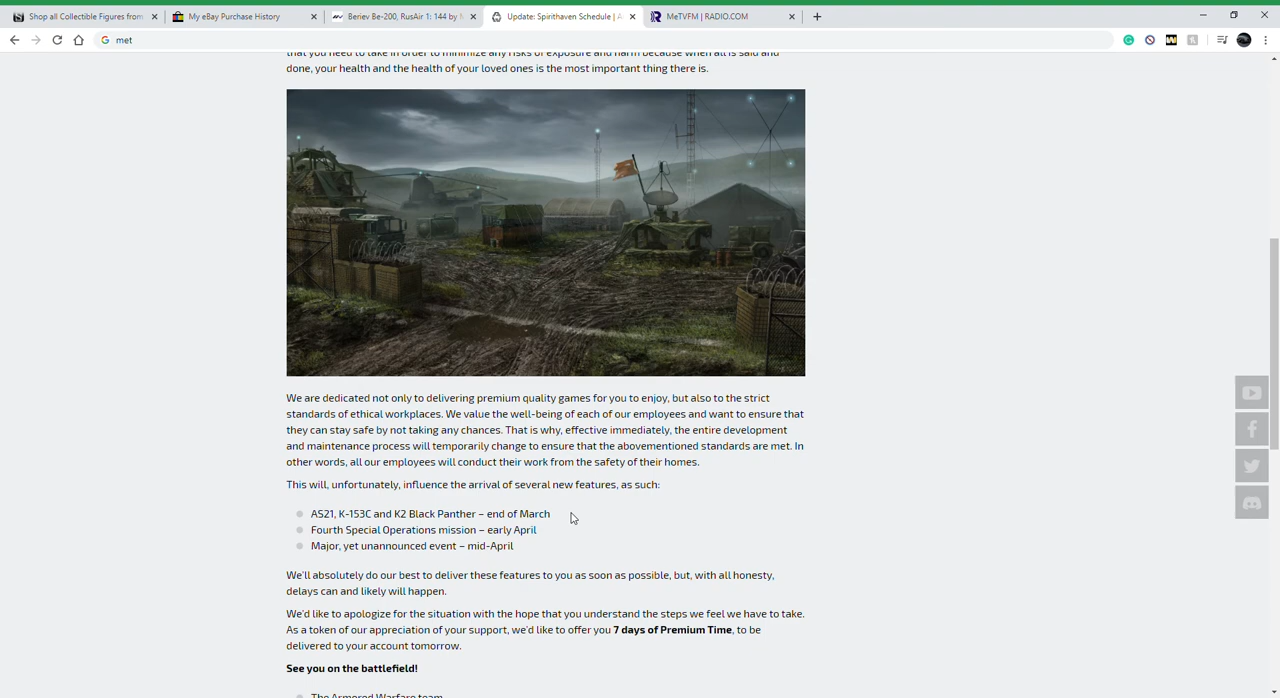 Shop all Collectible Figures from
My eBay Purchase History
Beriev Be-200, RusAir 1: 144 by
Update: Spirithaven Schedule | A
MeTVFM | RADIO.COM
met
that you need to take in order to minimize any risks of exposure and harm because when all is said and
done, your health and the health of your loved ones is the most important thing there is.
We are dedicated not only to delivering premium quality games for you to enjoy, but also to the strict
standards of ethical workplaces. We value the well-being of each of our employees and want to ensure that
they can stay safe by not taking any chances. That is why, effective immediately, the entire development
and maintenance process will temporarily change to ensure that the abovementioned standards are met. In
other words, all our employees will conduct their work from the safety of their homes.
This will, unfortunately, influence the arrival of several new features, as such:
AS21, K-153C and K2 Black Panther – end of March
Fourth Special Operations mission – early April
Major, yet unannounced event – mid-April
We'll absolutely do our best to deliver these features to you as soon as possible, but, with all honesty,
delays can and likely will happen.
We'd like to apologize for the situation with the hope that you understand the steps we feel we have to take.
As a token of our appreciation of your support, we'd like to offer you 7 days of Premium Time, to be
delivered to your account tomorrow.
See you on the battlefield!
The Armored Warfare team